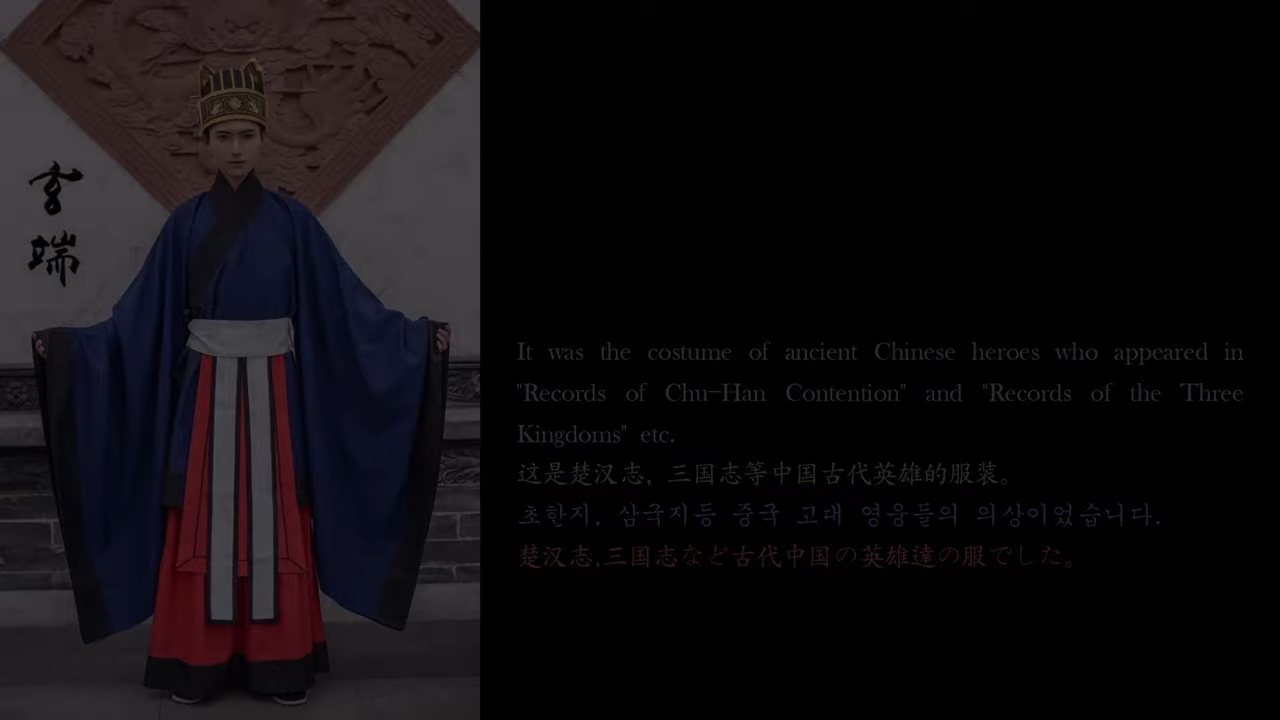 玄端
It was the costume of ancient Chinese heroes who appeared in
"Records of Chu-Han Contention" and "Records of the Three
Kingdoms" etc.
这是楚汉志, 三国志等中国古代英雄的服装。
초한지, 삼국지등 중국 고대 영웅들의 의상이었습니다.
楚汉志,三国志など古代中国の英雄達の服でした。